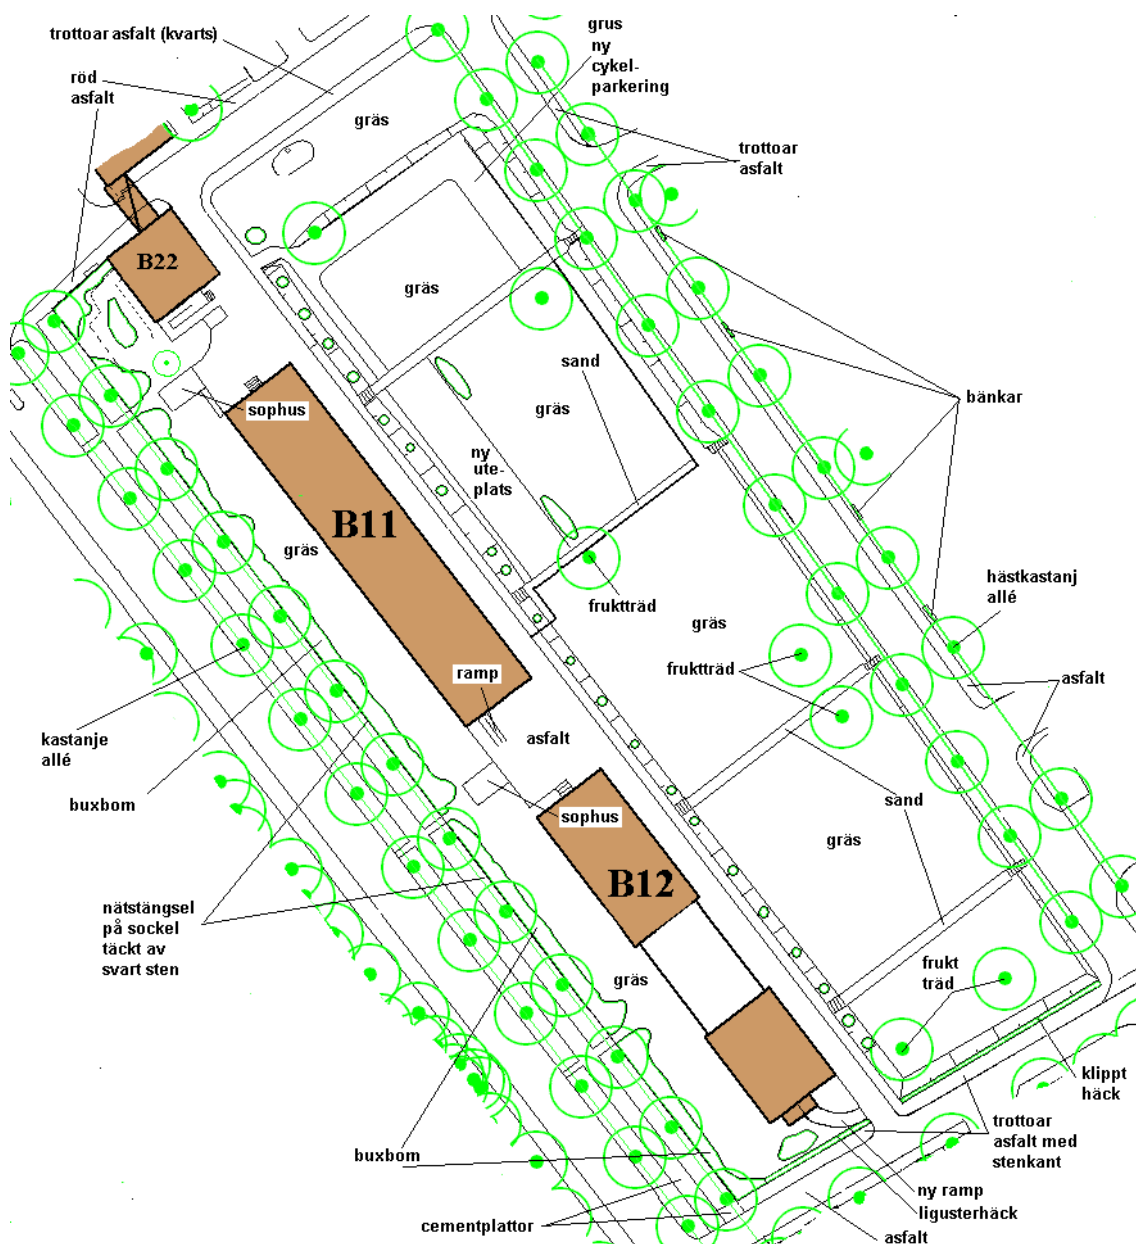 trottoar asfalt (kvarts)
röd
asfalt
grus
ny
cykel-
parkering
gräs
trottoar
asfalt
B22
gräs
sand
gräs
bänkar
sophus
ny
ute-
plats
B11
gräs
hästkastanj
allé
fruktträd
gräs
fruktträd
ramp
asfalt
asfalt
kastanje
allé
buxbom
sand
sophus
gräs
B12
nätstängsel
på sockel
täckt av
svart sten
gräs
frukt
träd
klippt
häck
trottoar
asfalt med
stenkant
buxbom
ny ramp
ligusterhäck
cementplattor
asfalt